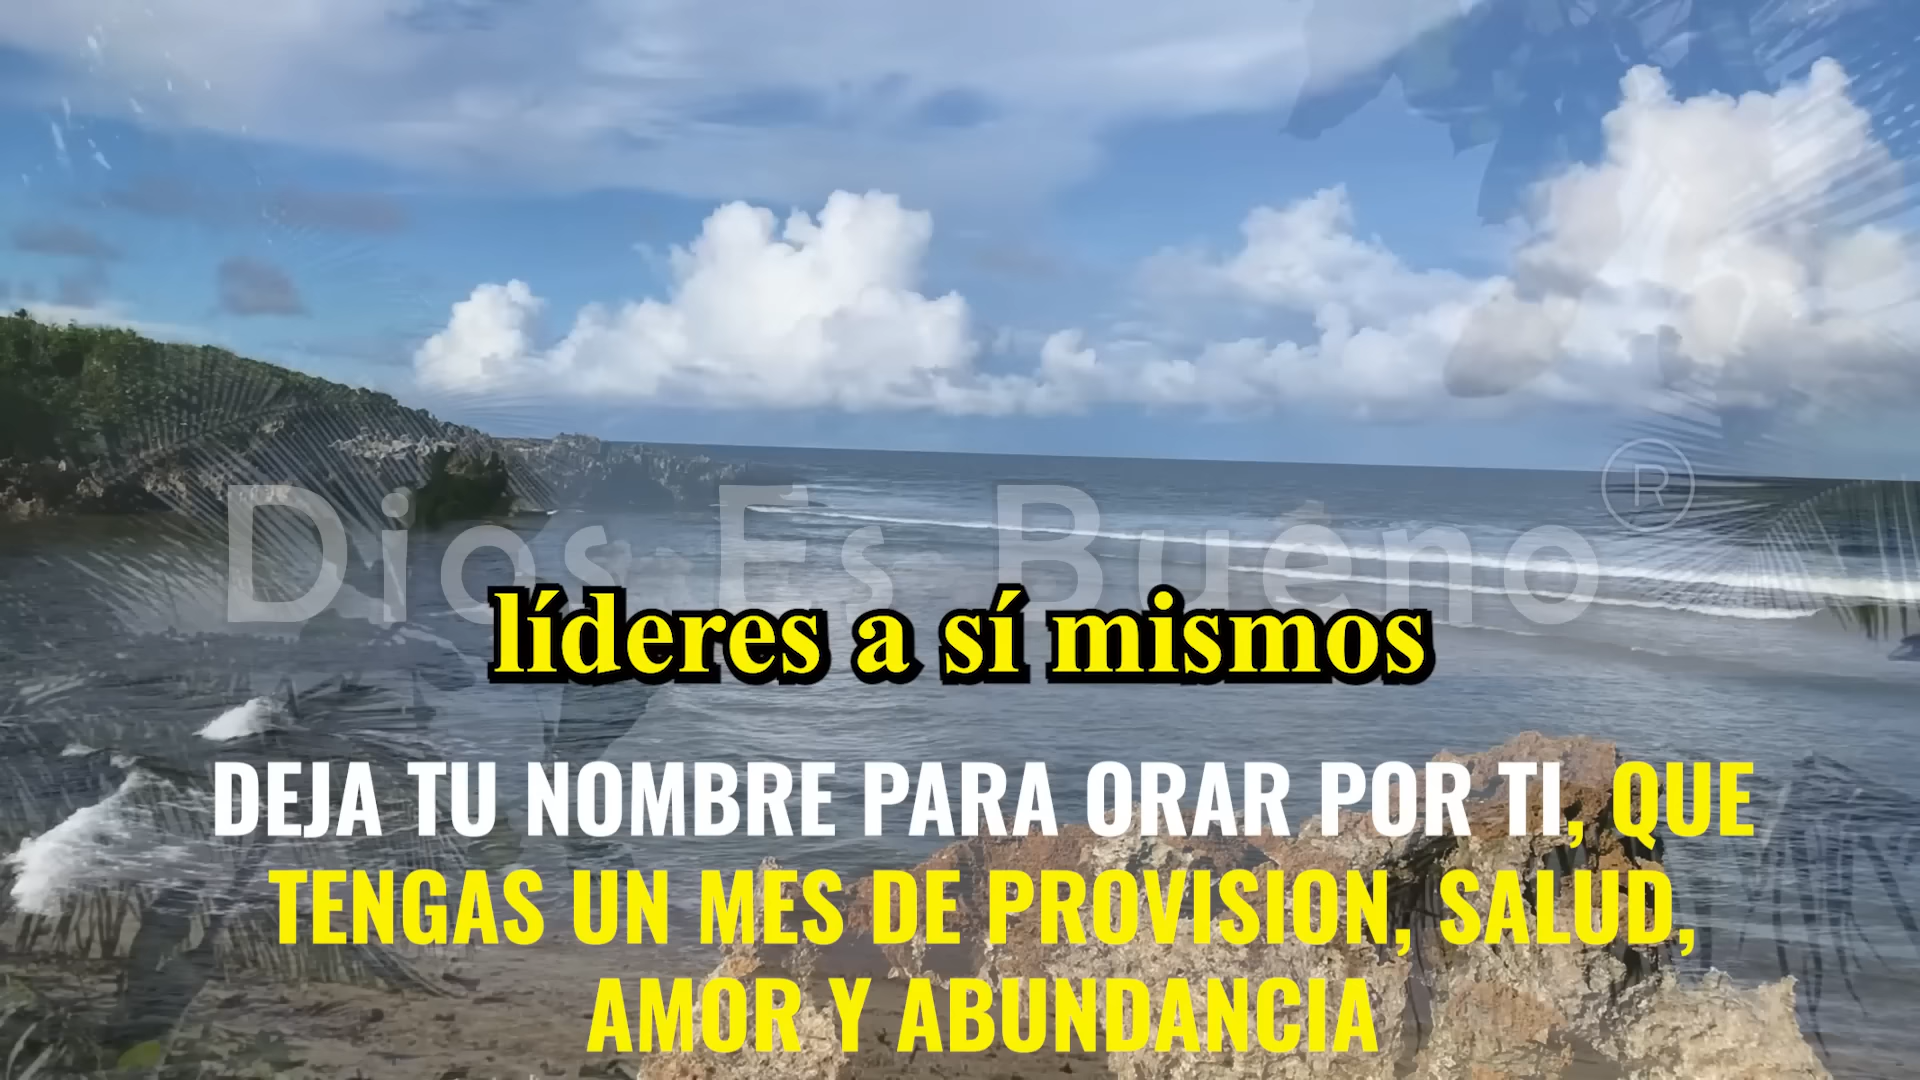 Dios Es Bueno ®
líderes a sí mismos
DEJA TU NOMBRE PARA ORAR POR TI, QUE
TENGAS UN MES DE PROVISION, SALUD,
AMOR Y ABUNDANCIA